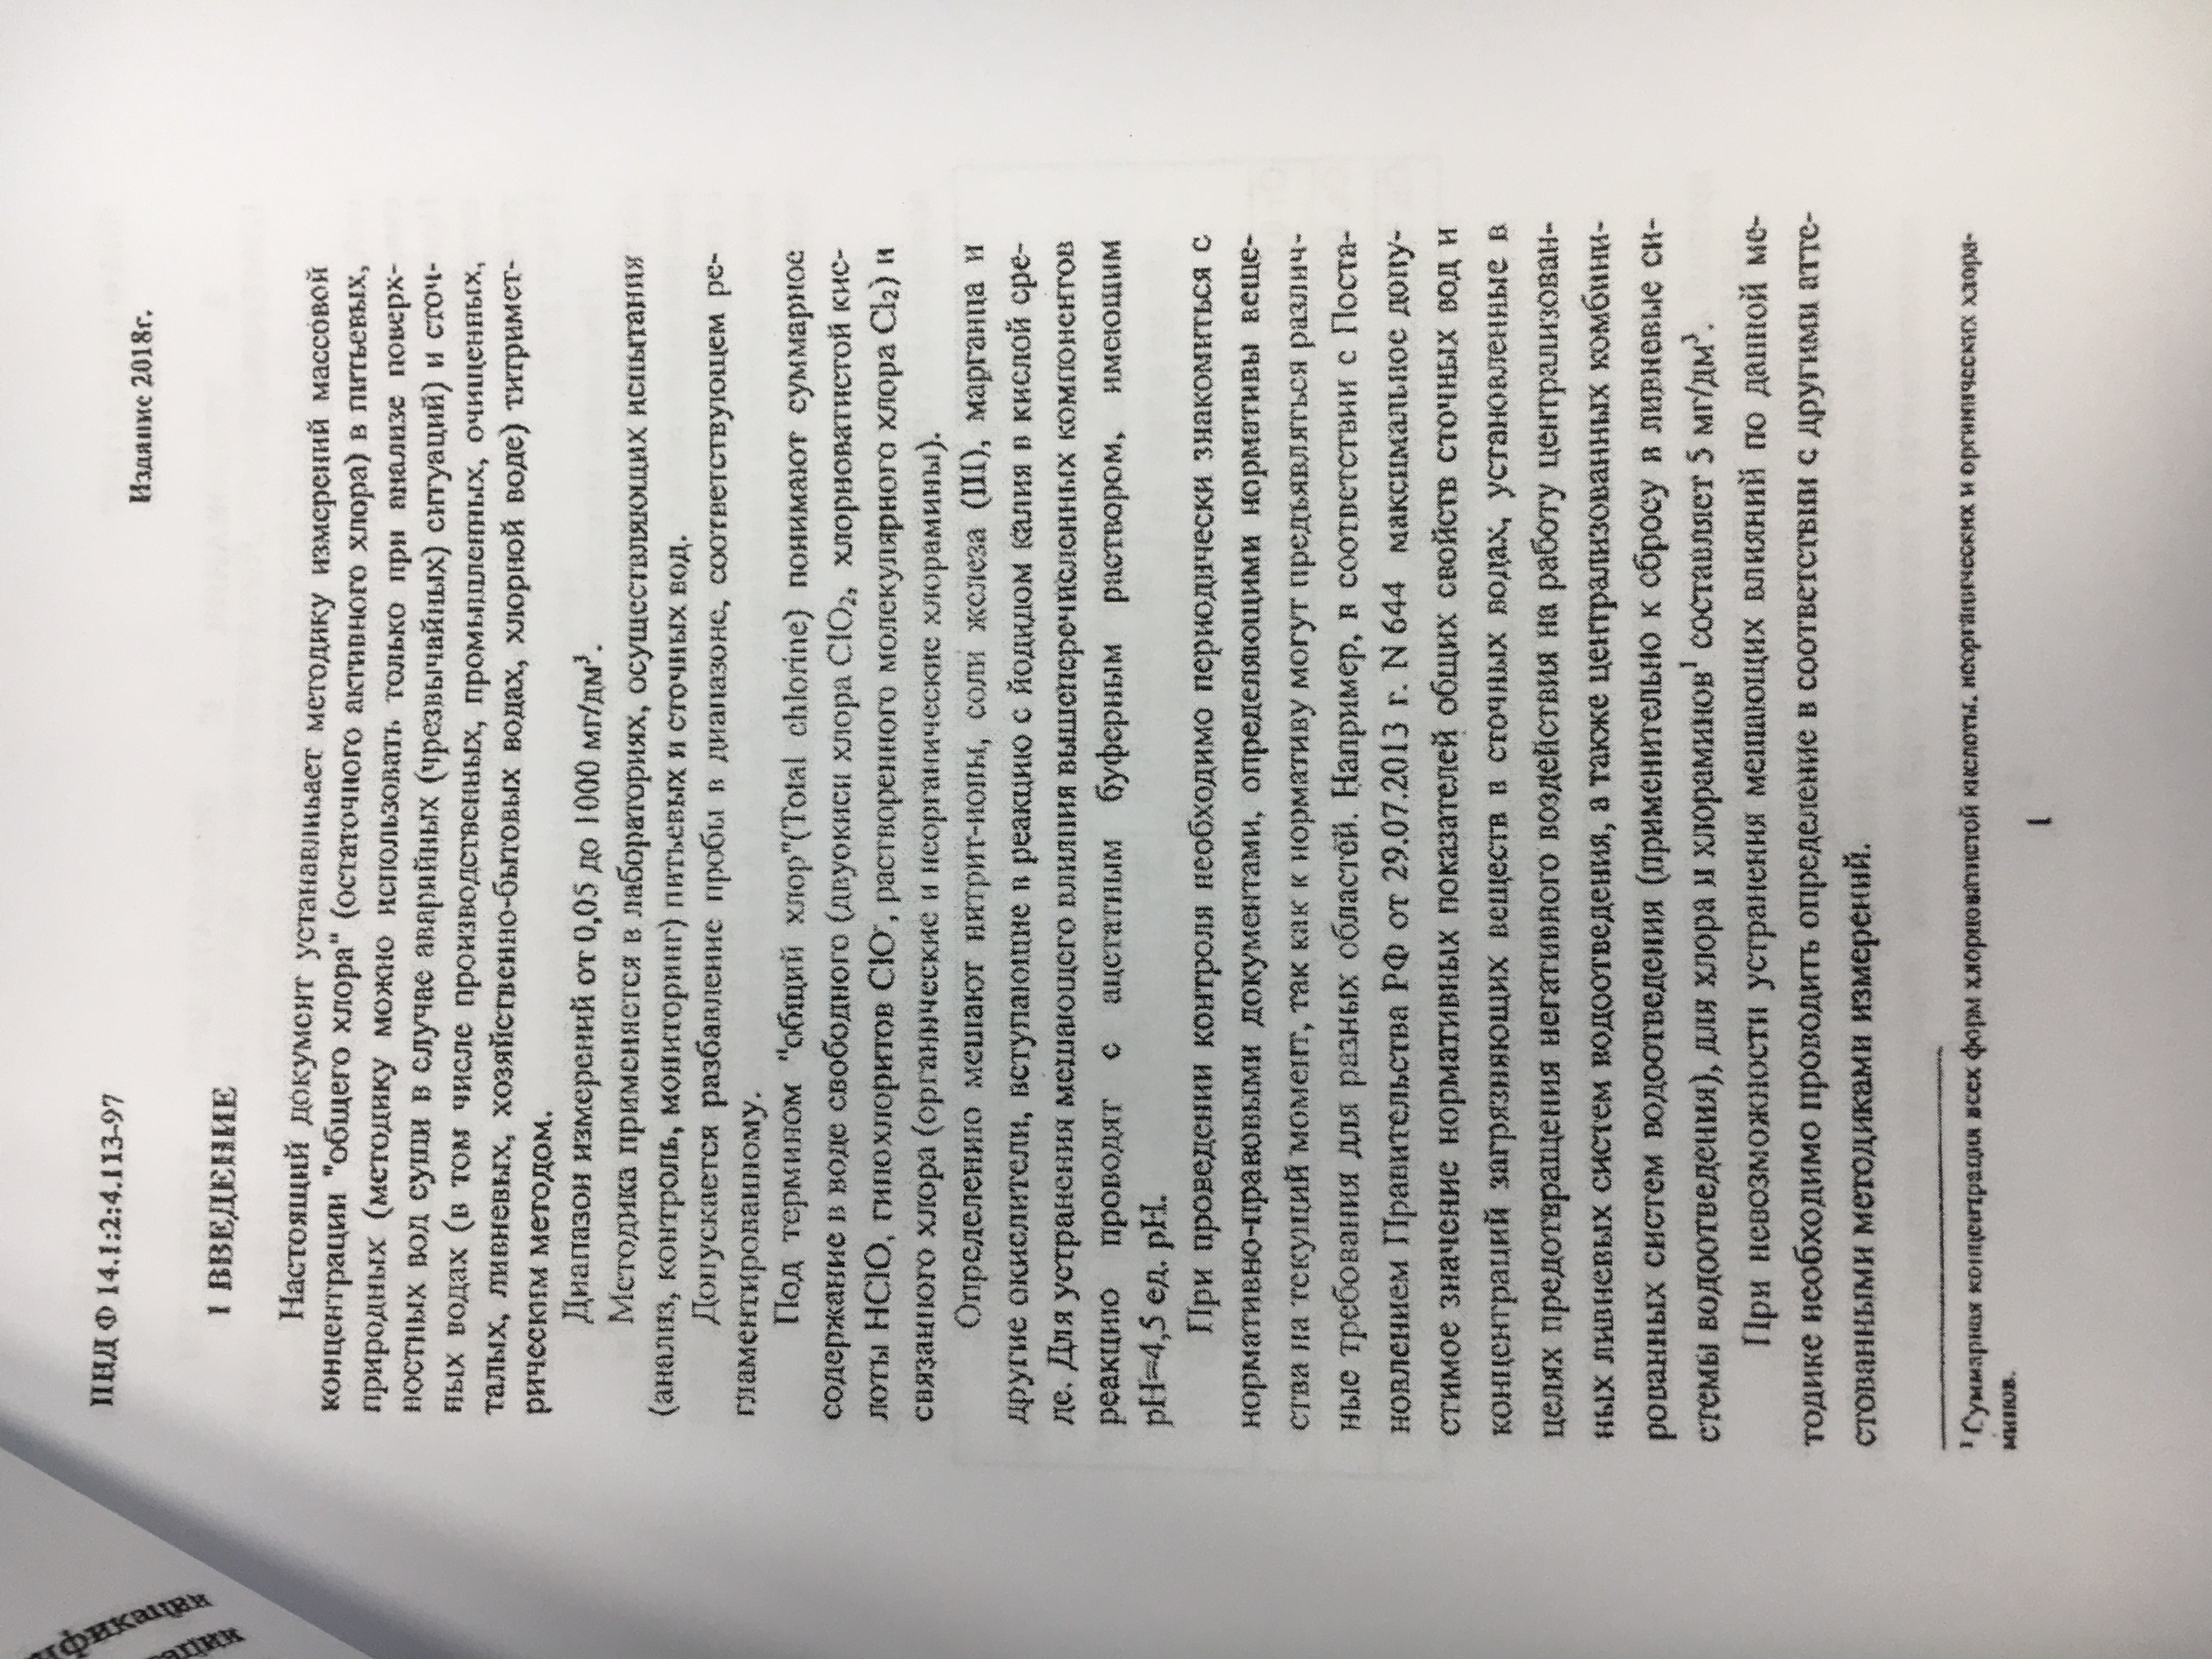 ПНД Ф 14.1:2:4.113-97
Издание 2018г.
1 ВВЕДЕНИЕ
Настоящий документ устанавливает методику измерений массовой
концентрации "общего хлора" (остаточного активного хлора) в питьевых,
природных (методику можно использовать только при анализе поверх-
ностных вод суши в случае аварийных (чрезвычайных) ситуаций) и сточ-
ных водах (в том числе производственных, промышленных, очищенных,
талых, ливневых, хозяйственно-бытовых водах, хлорной воде) титримет-
рическим методом.
Диапазон измерений от 0,05 до 1000 мг/дм³.
Методика применяется в лабораториях, осуществляющих испытания
(анализ, контроль, мониторинг) питьевых и сточных вод.
Допускается разбавление пробы в диапазоне, соответствующем ре-
гламентированному.
Под термином "общий хлор"(Total chlorine) понимают суммарное
содержание в воде свободного (двуокиси хлора ClO₂, хлорноватистой кис-
лоты HClO, гипохлоритов ClO⁻, растворенного молекулярного хлора Cl₂) и
связанного хлора (органические и неорганические хлорамины).
Определению мешают нитрит-ионы, соли железа (III), марганца и
другие окислители, вступающие в реакцию с йодидом калия в кислой сре-
де. Для устранения мешающего влияния вышеперечисленных компонентов
реакцию проводят с ацетатным буферным раствором, имеющим
pH=4,5 ед. pH.
При проведении контроля необходимо периодически знакомиться с
нормативно-правовыми документами, определяющими нормативы веще-
ства на текущий момент, так как к нормативу могут предъявляться различ-
ные требования для разных областей. Например, в соответствии с Поста-
новлением Правительства РФ от 29.07.2013 г. N 644 максимальное допу-
стимое значение нормативных показателей общих свойств сточных вод и
концентраций загрязняющих веществ в сточных водах, установленные в
целях предотвращения негативного воздействия на работу централизован-
ных ливневых систем водоотведения, а также централизованных комбини-
рованных систем водоотведения (применительно к сбросу в ливневые си-
стемы водоотведения), для хлора и хлораминов¹ составляет 5 мг/дм³.
При невозможности устранения мешающих влияний по данной ме-
тодике необходимо проводить определение в соответствии с другими атте-
стованными методиками измерений.
¹ Суммарная концентрация всех форм хлорноватистой кислоты, неорганических и органических хлора-
минов.
1
ификации